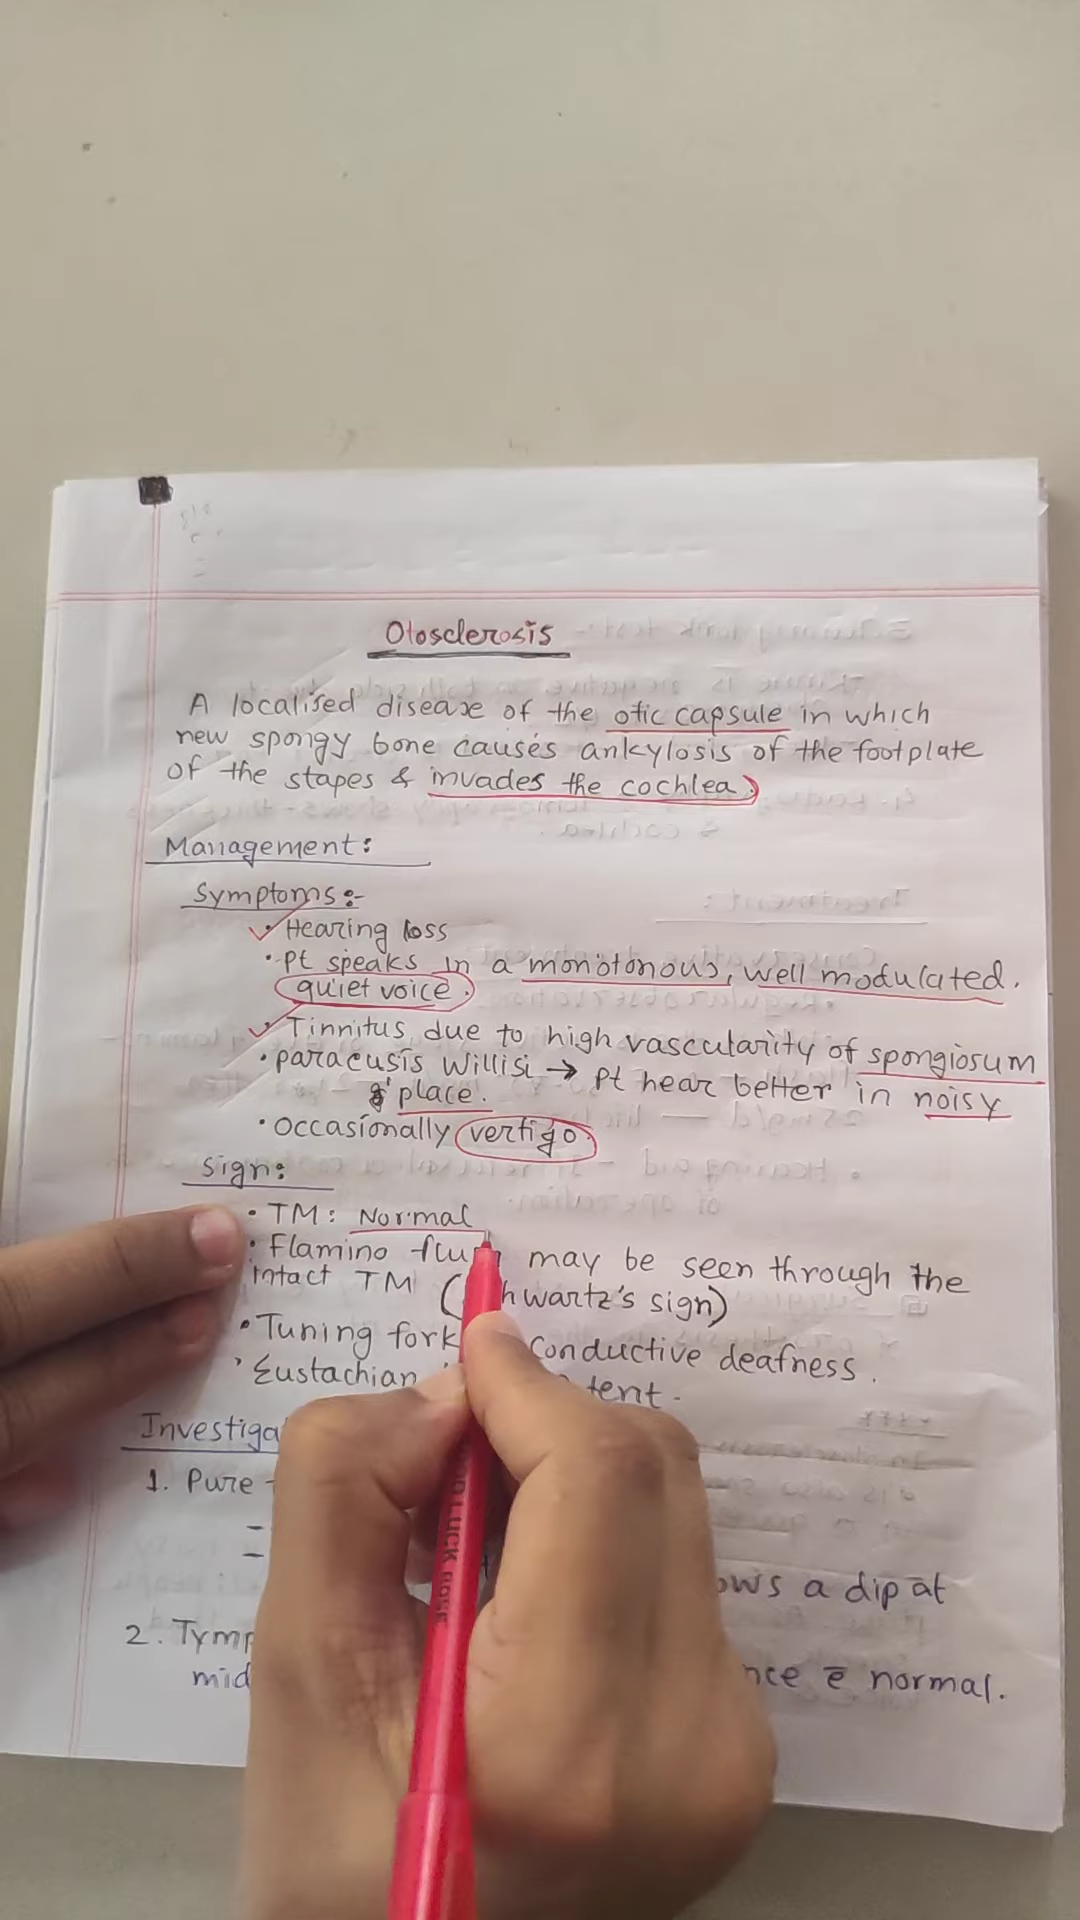 Otosclerosis
A localised disease of the otic capsule in which
new spongy bone causes ankylosis of the footplate
of the stapes & invades the cochlea.
Management:
Symptoms:-
• Hearing loss
• pt speaks in a monotonous, well modulated.
quiet voice.
• Tinnitus, due to high vascularity of spongiosum
• paracusis willisi → pt hear better in noisy
place.
• occasionally vertigo.
Sign:
• TM: Normal
• Flamino may be seen through the
intact TM (hwartz's sign)
• Tuning fork conductive deafness.
• Eustachian tent.
Investiga
1. Pure
ows a dip at
2. Tymp
mid nce ē normal.
GOOD LUCK